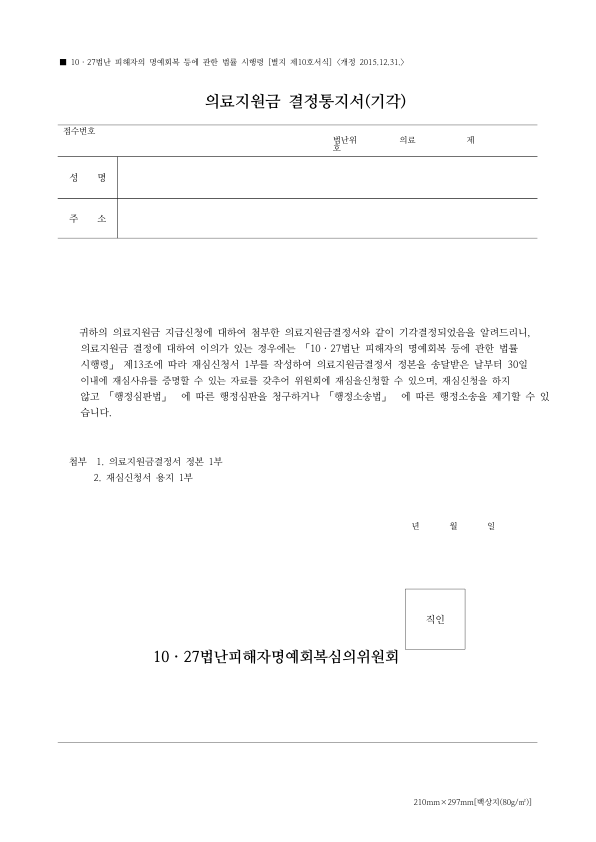 ■ 10ㆍ27법난 피해자의 명예회복 등에 관한 법률 시행령 [별지 제10호서식] <개정 2015.12.31.>
의료지원금 결정통지서(기각)
접수번호
법난위 의료 제
호
성 명
주 소
귀하의 의료지원금 지급신청에 대하여 첨부한 의료지원금결정서와 같이 기각결정되었음을 알려드리니,
의료지원금 결정에 대하여 이의가 있는 경우에는 「10ㆍ27법난 피해자의 명예회복 등에 관한 법률
시행령」 제13조에 따라 재심신청서 1부를 작성하여 의료지원금결정서 정본을 송달받은 날부터 30일
이내에 재심사유를 증명할 수 있는 자료를 갖추어 위원회에 재심을신청할 수 있으며, 재심신청을 하지
않고 「행정심판법」 에 따른 행정심판을 청구하거나 「행정소송법」 에 따른 행정소송을 제기할 수 있
습니다.
첨부 1. 의료지원금결정서 정본 1부
2. 재심신청서 용지 1부
년 월 일
직인
10ㆍ27법난피해자명예회복심의위원회
210mm×297mm[백상지(80g/㎡)]